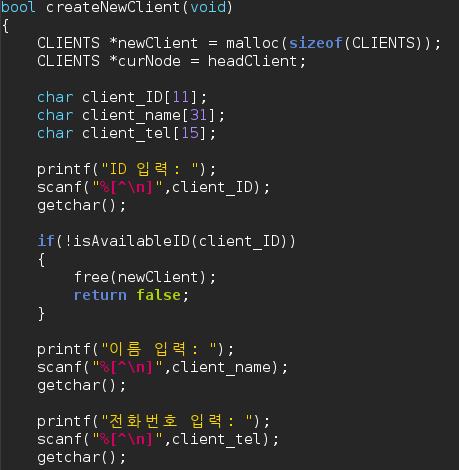 bool createNewClient(void)
{
CLIENTS *newClient = malloc(sizeof(CLIENTS));
CLIENTS *curNode = headClient;
char client_ID[11];
char client_name[31];
char client_tel[15];
printf("ID 입력: ");
scanf("%[^\n]",client_ID);
getchar();
if(!isAvailableID(client_ID))
{
free(newClient);
return false;
}
printf("이름 입력: ");
scanf("%[^\n]",client_name);
getchar();
printf("전화번호 입력: ");
scanf("%[^\n]",client_tel);
getchar();